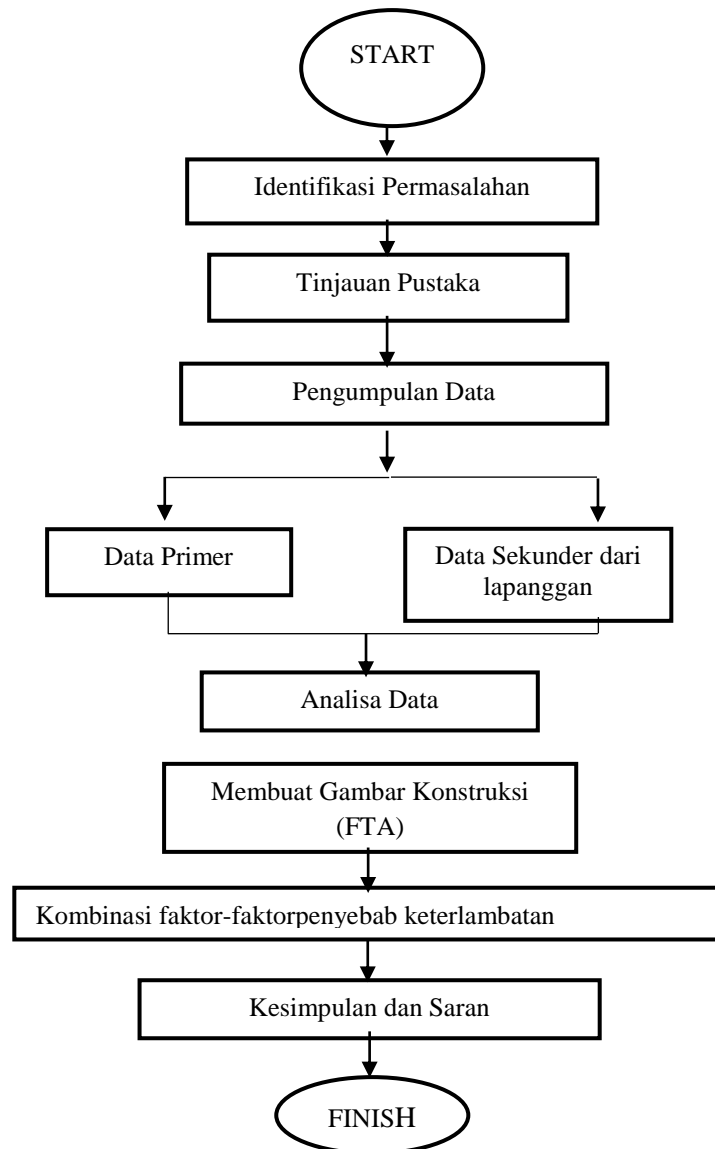 START
Identifikasi Permasalahan
Tinjauan Pustaka
Pengumpulan Data
Data Primer
Data Sekunder dari
lapanggan
Analisa Data
Membuat Gambar Konstruksi
(FTA)
Kombinasi faktor-faktorpenyebab keterlambatan
Kesimpulan dan Saran
FINISH